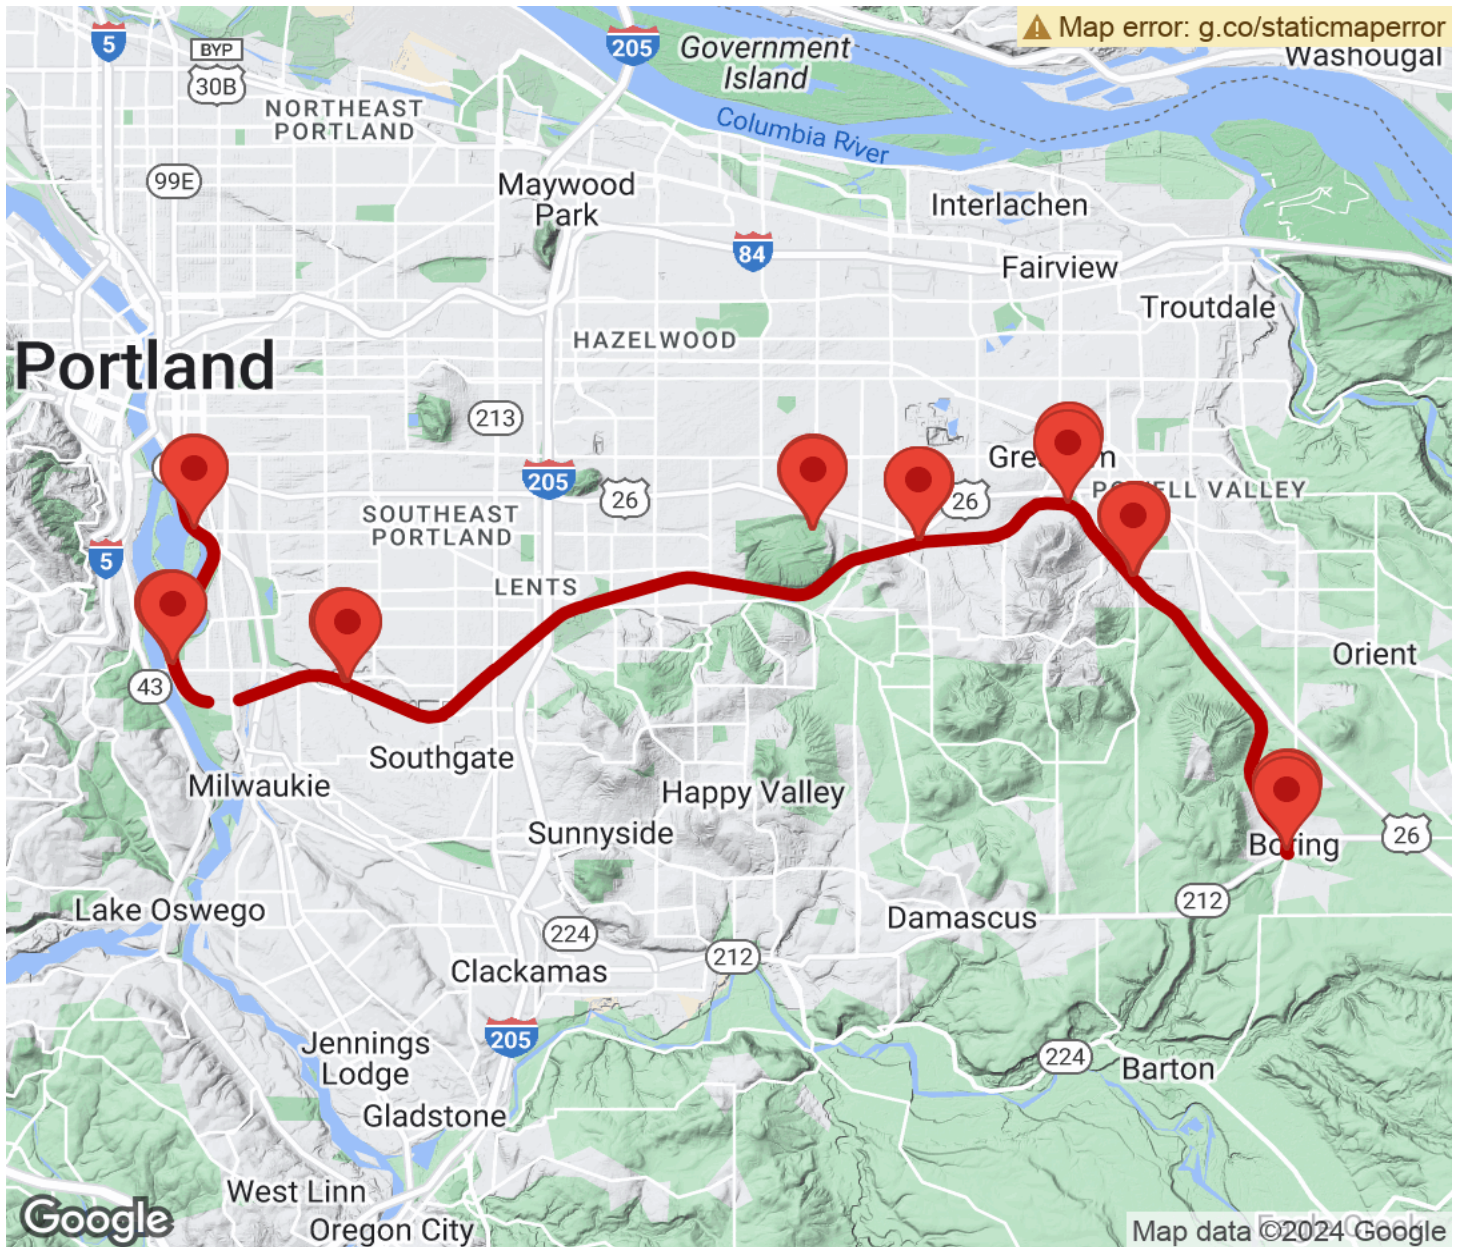 Map error: g.co/staticmaperror
5
BYP
30B
205
Government
Island
Washougal
NORTHEAST
PORTLAND
Columbia River
99E
Maywood
Park
Interlachen
84
Fairview
Troutdale
HAZELWOOD
Portland
213
205
26
26
POWELL VALLEY
SOUTHEAST
PORTLAND
5
LENTS
Orient
43
Southgate
Milwaukie
Happy Valley
Sunnyside
Boring
26
212
Lake Oswego
Damascus
224
212
Clackamas
205
Jennings
Lodge
224
Barton
Gladstone
West Linn
Oregon City
Google
Map data ©2024 Google